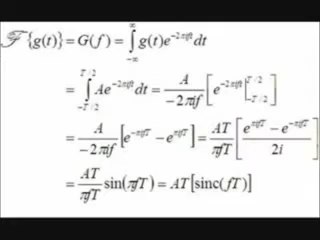 ℱ{g(t)} = G(f) = ∫_{-∞}^{∞} g(t)e^{-2πift} dt
= ∫_{-T/2}^{T/2} Ae^{-2πift} dt = A/(-2πif) [e^{-2πift} |_{-T/2}^{T/2}]
= A/(-2πif) [e^{-πifT} − e^{πifT}] = AT/(πfT) [(e^{πifT} − e^{-πifT})/(2i)]
= AT/(πfT) sin(πfT) = AT[sinc(fT)]